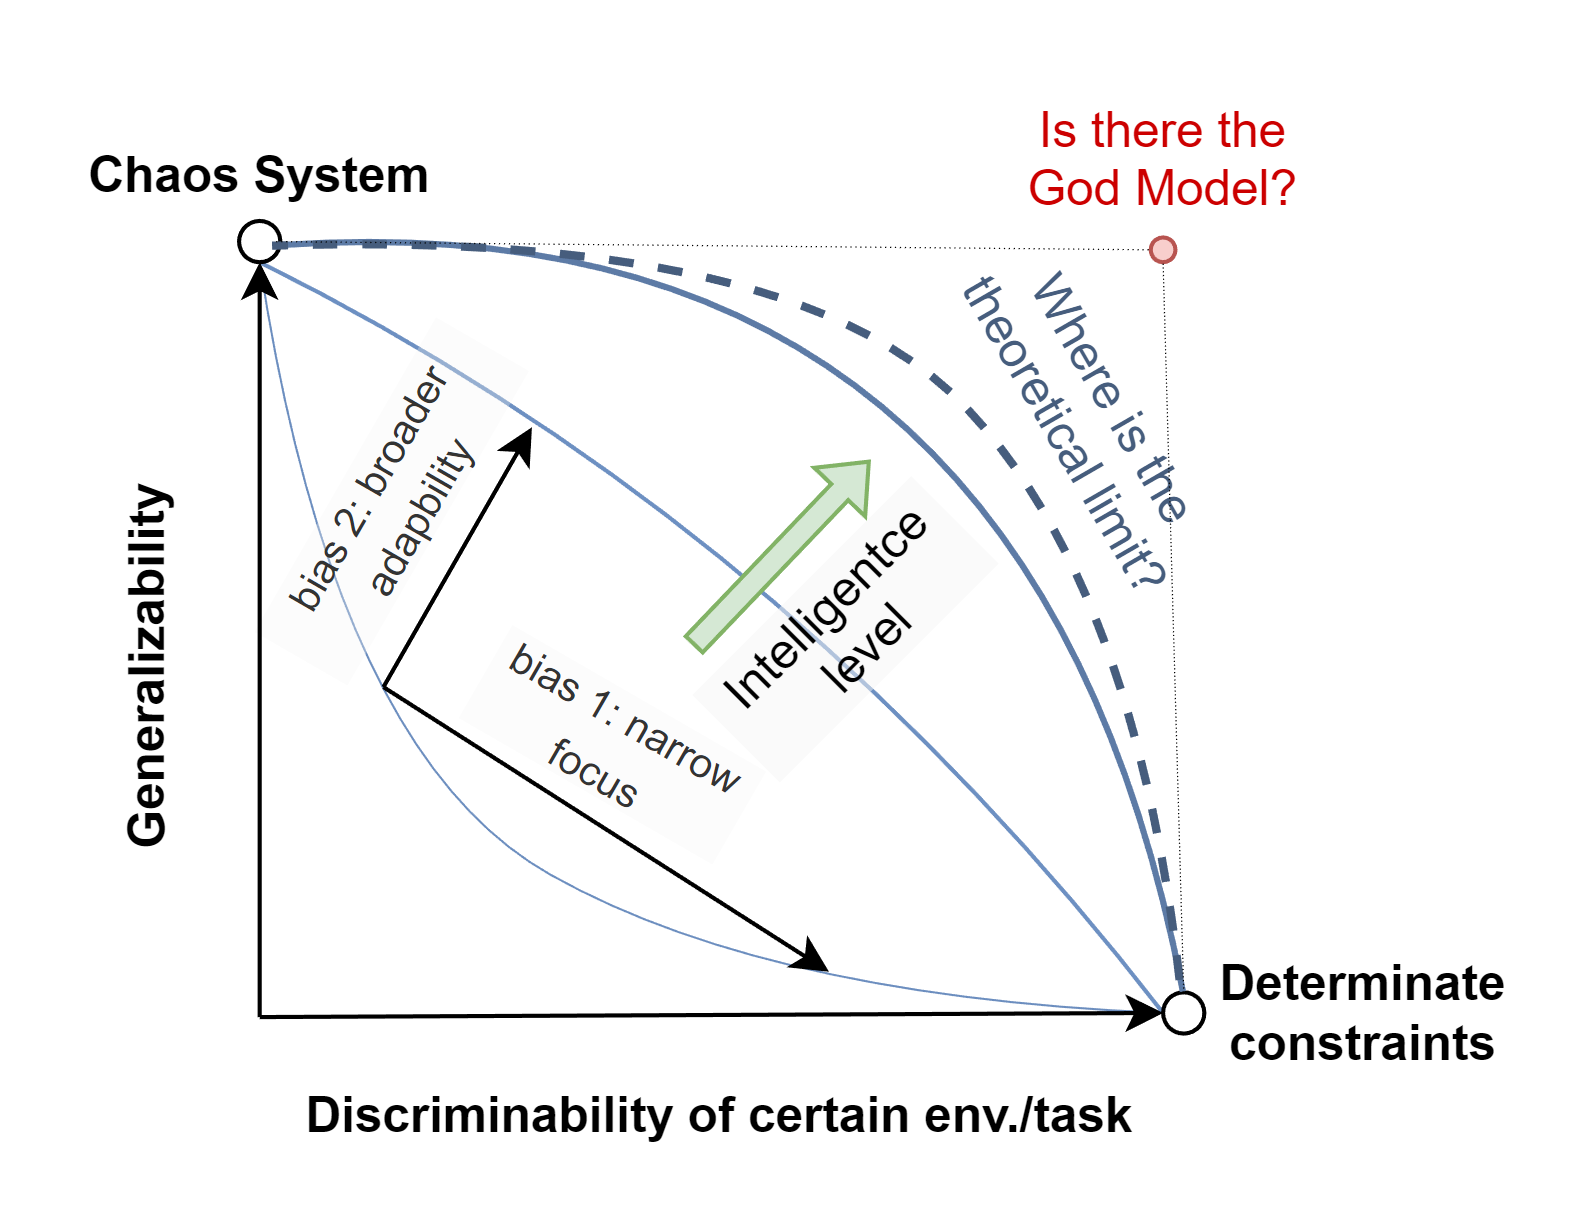 Is there the
God Model?
Chaos System
Where is the
theoretical limit?
bias 2: broader
adapbility
Intelligentce
level
bias 1: narrow
focus
Generalizability
Determinate
constraints
Discriminability of certain env./task